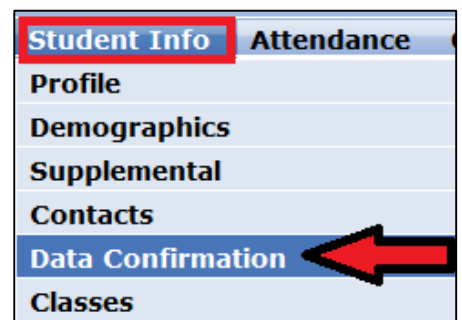 Student Info Attendance
Profile
Demographics
Supplemental
Contacts
Data Confirmation
Classes